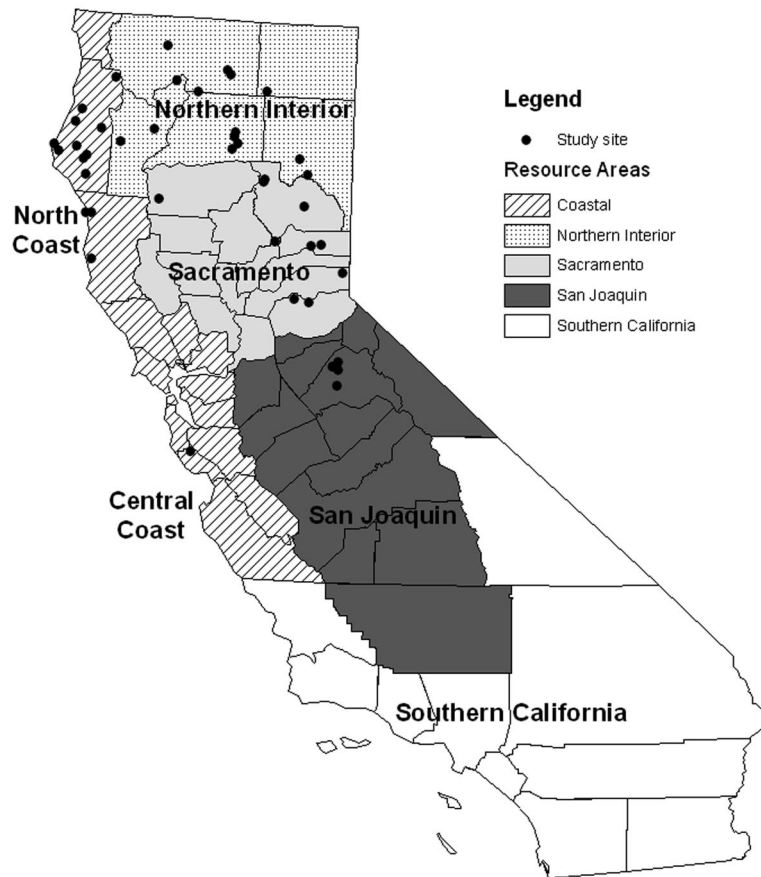 Northern Interior
North
Coast
Sacramento
Central
Coast
San Joaquin
Southern California
Legend
Study site
Resource Areas
Coastal
Northern Interior
Sacramento
San Joaquin
Southern California